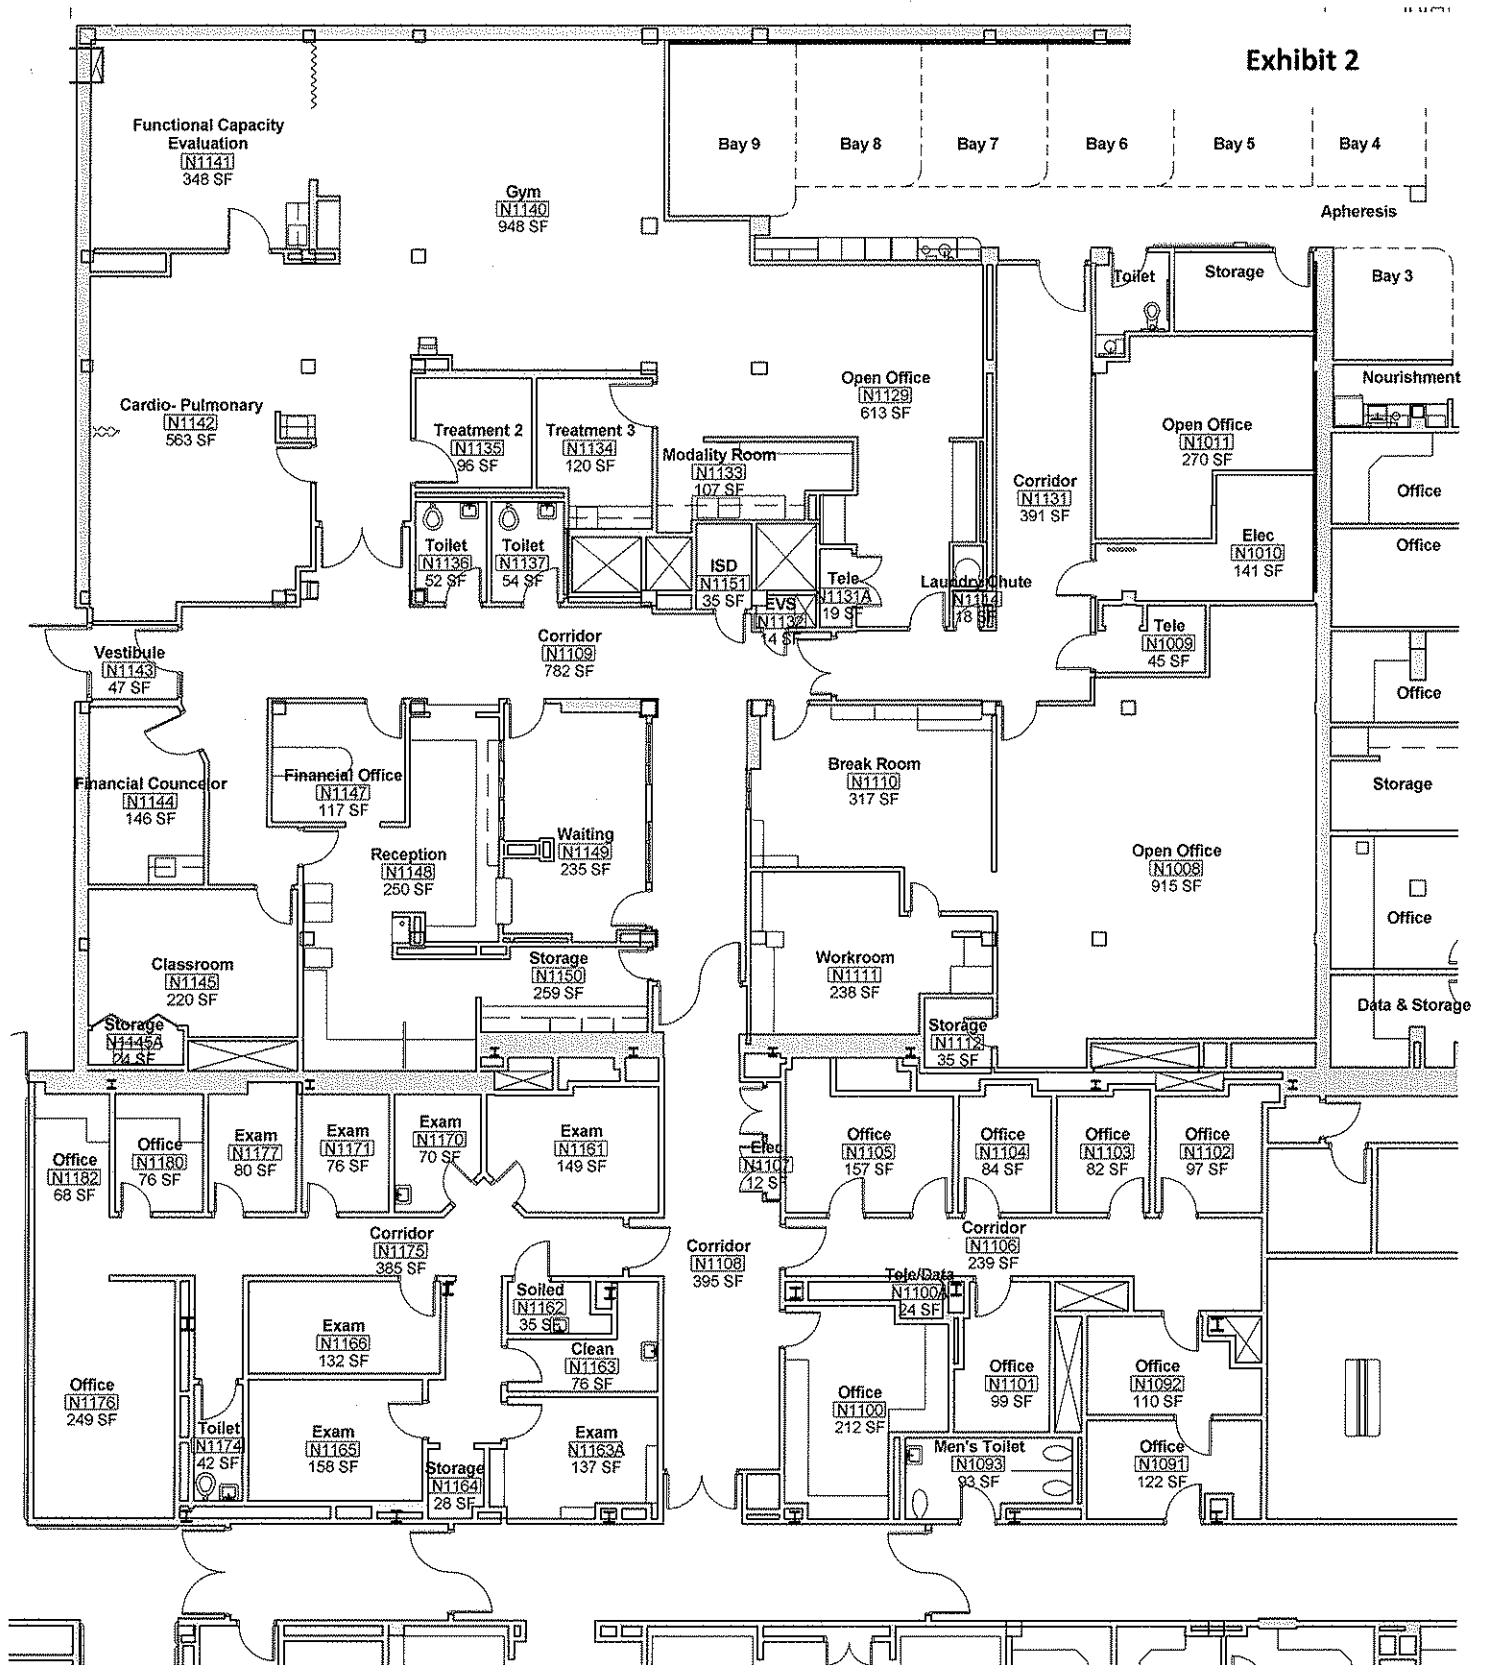 Exhibit 2
Functional Capacity
Evaluation
N1141
348 SF
Gym
N1140
948 SF
Bay 9
Bay 8
Bay 7
Bay 6
Bay 5
Bay 4
Apheresis
Toilet
Storage
Bay 3
Cardio- Pulmonary
N1142
563 SF
Treatment 2
N1135
96 SF
Treatment 3
N1134
120 SF
Modality Room
N1133
107 SF
Open Office
N1129
613 SF
Corridor
N1131
391 SF
Open Office
N1011
270 SF
Nourishment
Office
Office
Elec
N1010
141 SF
Toilet
N1136
52 SF
Toilet
N1137
54 SF
ISD
N1151
35 SF
EVS
N1132
14 SF
Tele
N1131A
19 SF
Laundry Chute
N1114
18 SF
Tele
N1009
45 SF
Vestibule
N1143
47 SF
Corridor
N1109
782 SF
Office
Financial Councelor
N1144
146 SF
Financial Office
N1147
117 SF
Reception
N1148
250 SF
Waiting
N1149
235 SF
Break Room
N1110
317 SF
Open Office
N1008
915 SF
Storage
Office
Classroom
N1145
220 SF
Storage
N1145A
24 SF
Storage
N1150
259 SF
Workroom
N1111
238 SF
Storage
N1112
35 SF
Data & Storage
Office
N1182
68 SF
Office
N1180
76 SF
Exam
N1177
80 SF
Exam
N1171
76 SF
Exam
N1170
70 SF
Exam
N1161
149 SF
Elec
N1107
12 SF
Office
N1105
157 SF
Office
N1104
84 SF
Office
N1103
82 SF
Office
N1102
97 SF
Corridor
N1175
385 SF
Corridor
N1108
395 SF
Corridor
N1106
239 SF
Soiled
N1162
35 SF
Tele/Data
N1100A
24 SF
Exam
N1166
132 SF
Clean
N1163
76 SF
Office
N1176
249 SF
Office
N1100
212 SF
Office
N1101
99 SF
Office
N1092
110 SF
Toilet
N1174
42 SF
Exam
N1165
158 SF
Storage
N1164
28 SF
Exam
N1163A
137 SF
Men's Toilet
N1093
93 SF
Office
N1091
122 SF